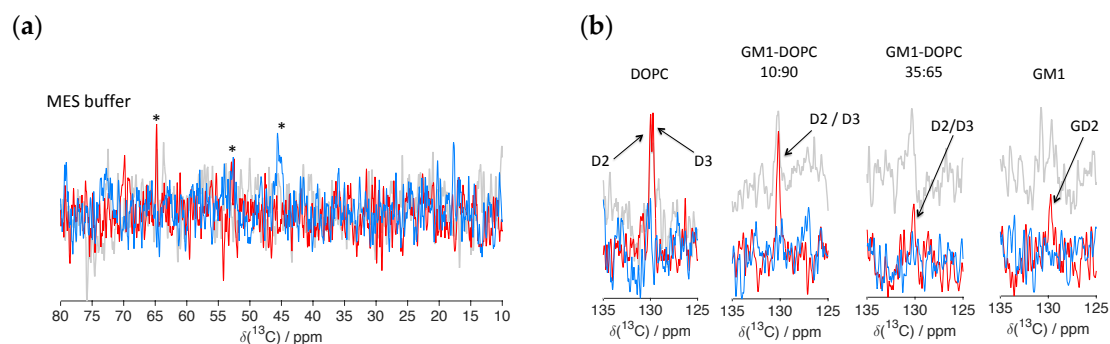 (a)
MES buffer
* * *
80 75 70 65 60 55 50 45 40 35 30 25 20 15 10
δ(¹³C) / ppm
(b)
DOPC
D2
D3
135 130 125
δ(¹³C) / ppm
GM1-DOPC
10:90
D2 / D3
135 130 125
δ(¹³C) / ppm
GM1-DOPC
35:65
D2/D3
135 130 125
δ(¹³C) / ppm
GM1
GD2
135 130 125
δ(¹³C) / ppm